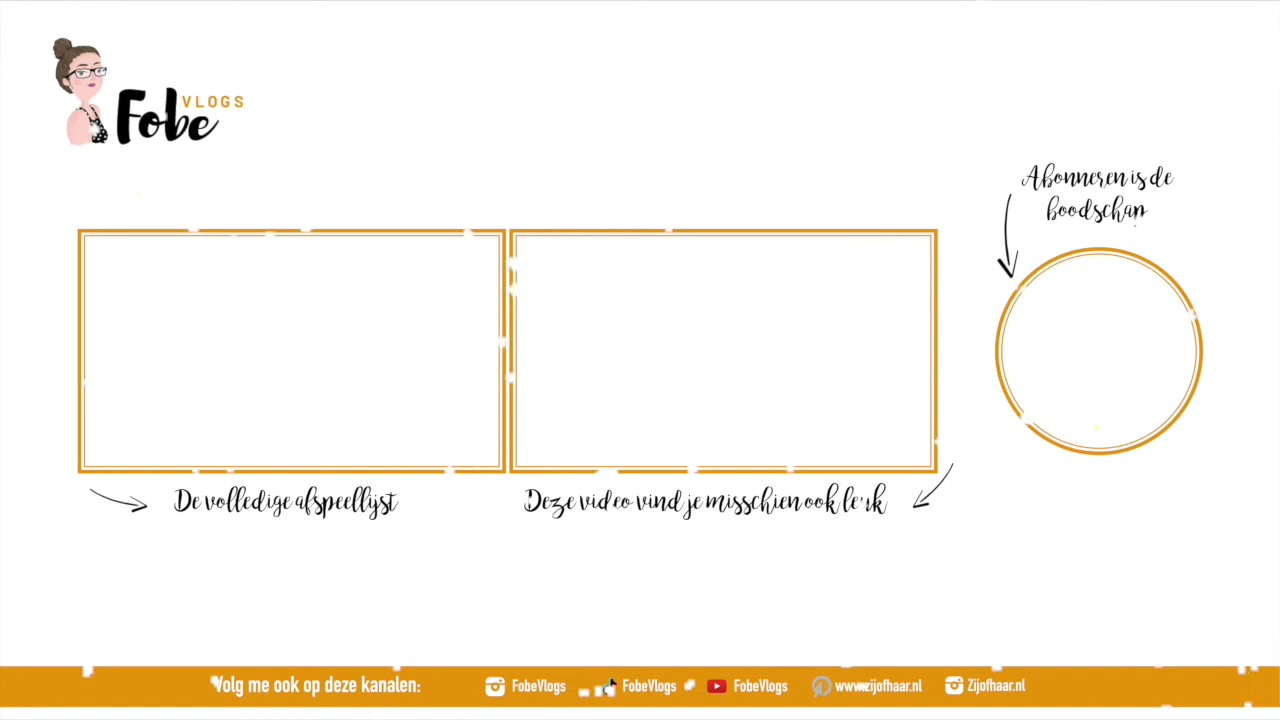 VLOGS
Fobe
Abonneren is de
boodschap
De volledige afspeellijst
Deze video vind je misschien ook leuk
Volg me ook op deze kanalen:
FobeVlogs
FobeVlogs
FobeVlogs
www.zijofhaar.nl
Zijofhaar.nl